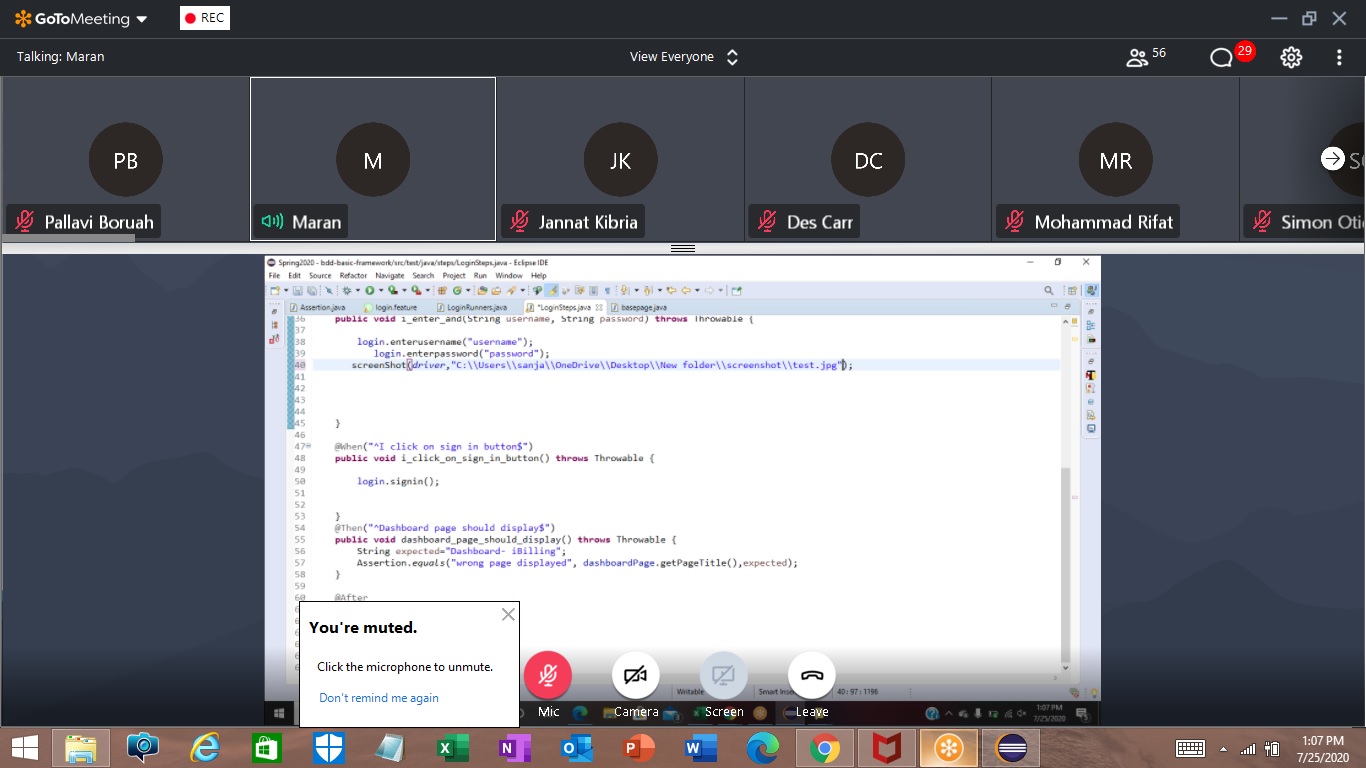 GoToMeeting
REC
Talking: Maran
View Everyone
56
29
PB
M
JK
DC
MR
Pallavi Boruah
Maran
Jannat Kibria
Des Carr
Mohammad Rifat
Simon Otie
Spring2020 - bdd-basic-framework/src/test/java/steps/LoginSteps.java - Eclipse IDE
File Edit Source Refactor Navigate Search Project Run Window Help
Assertion.java
login.feature
LoginRunners.java
*LoginSteps.java
basepage.java
36 public void i_enter_and(String username, String password) throws Throwable {
37
38 login.enterusername("username");
39 login.enterpassword("password");
40 screenShot(driver,"C:\\Users\\sanja\\OneDrive\\Desktop\\New folder\\screenshot\\test.jpg");
41
42
43
44
45 }
46
47 @When("^I click on sign in button$")
48 public void i_click_on_sign_in_button() throws Throwable {
49
50 login.signin();
51
52
53 }
54 @Then("^Dashboard page should display$")
55 public void dashboard_page_should_display() throws Throwable {
56 String expected="Dashboard- iBilling";
57 Assertion.equals("wrong page displayed", dashboardPage.getPageTitle(),expected);
58 }
59
60 @After
You're muted.
Click the microphone to unmute.
Don't remind me again
Writable
Smart Inse
40 : 97 : 1196
Mic
Camera
Screen
Leave
1:07 PM
7/25/2020
1:07 PM
7/25/2020